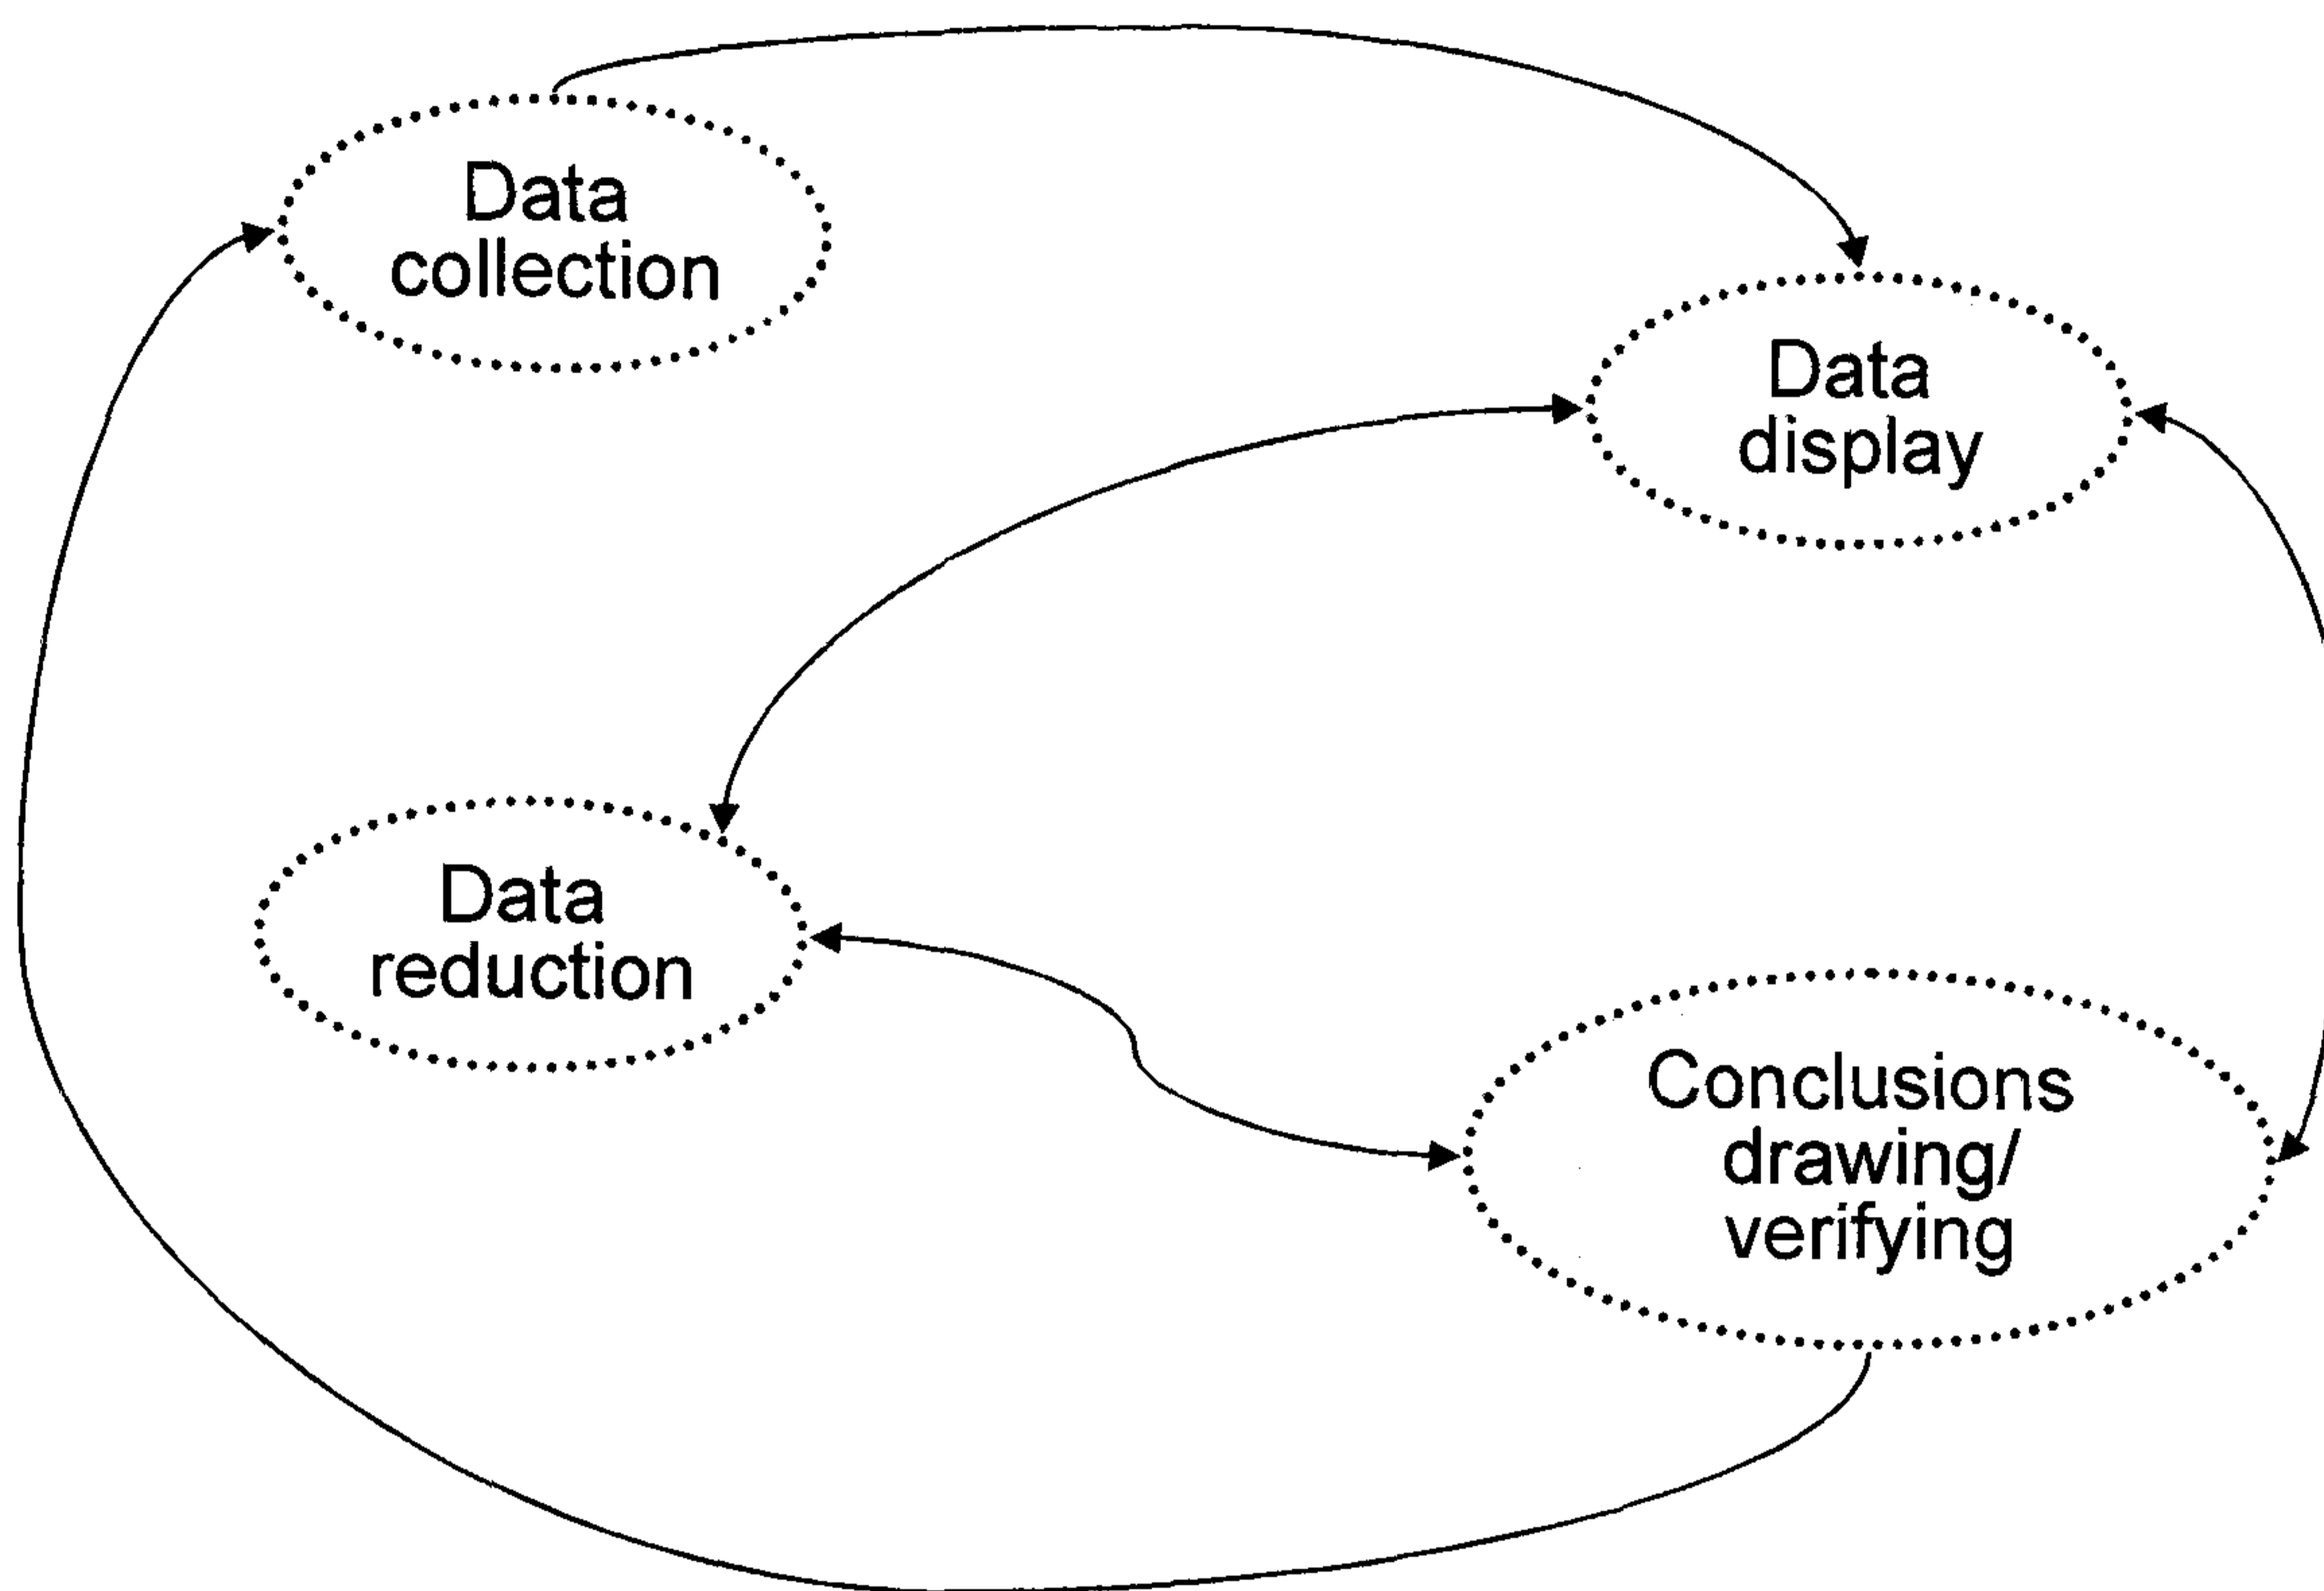 Data
collection
Data
display
Data
reduction
Conclusions
drawing/
verifying